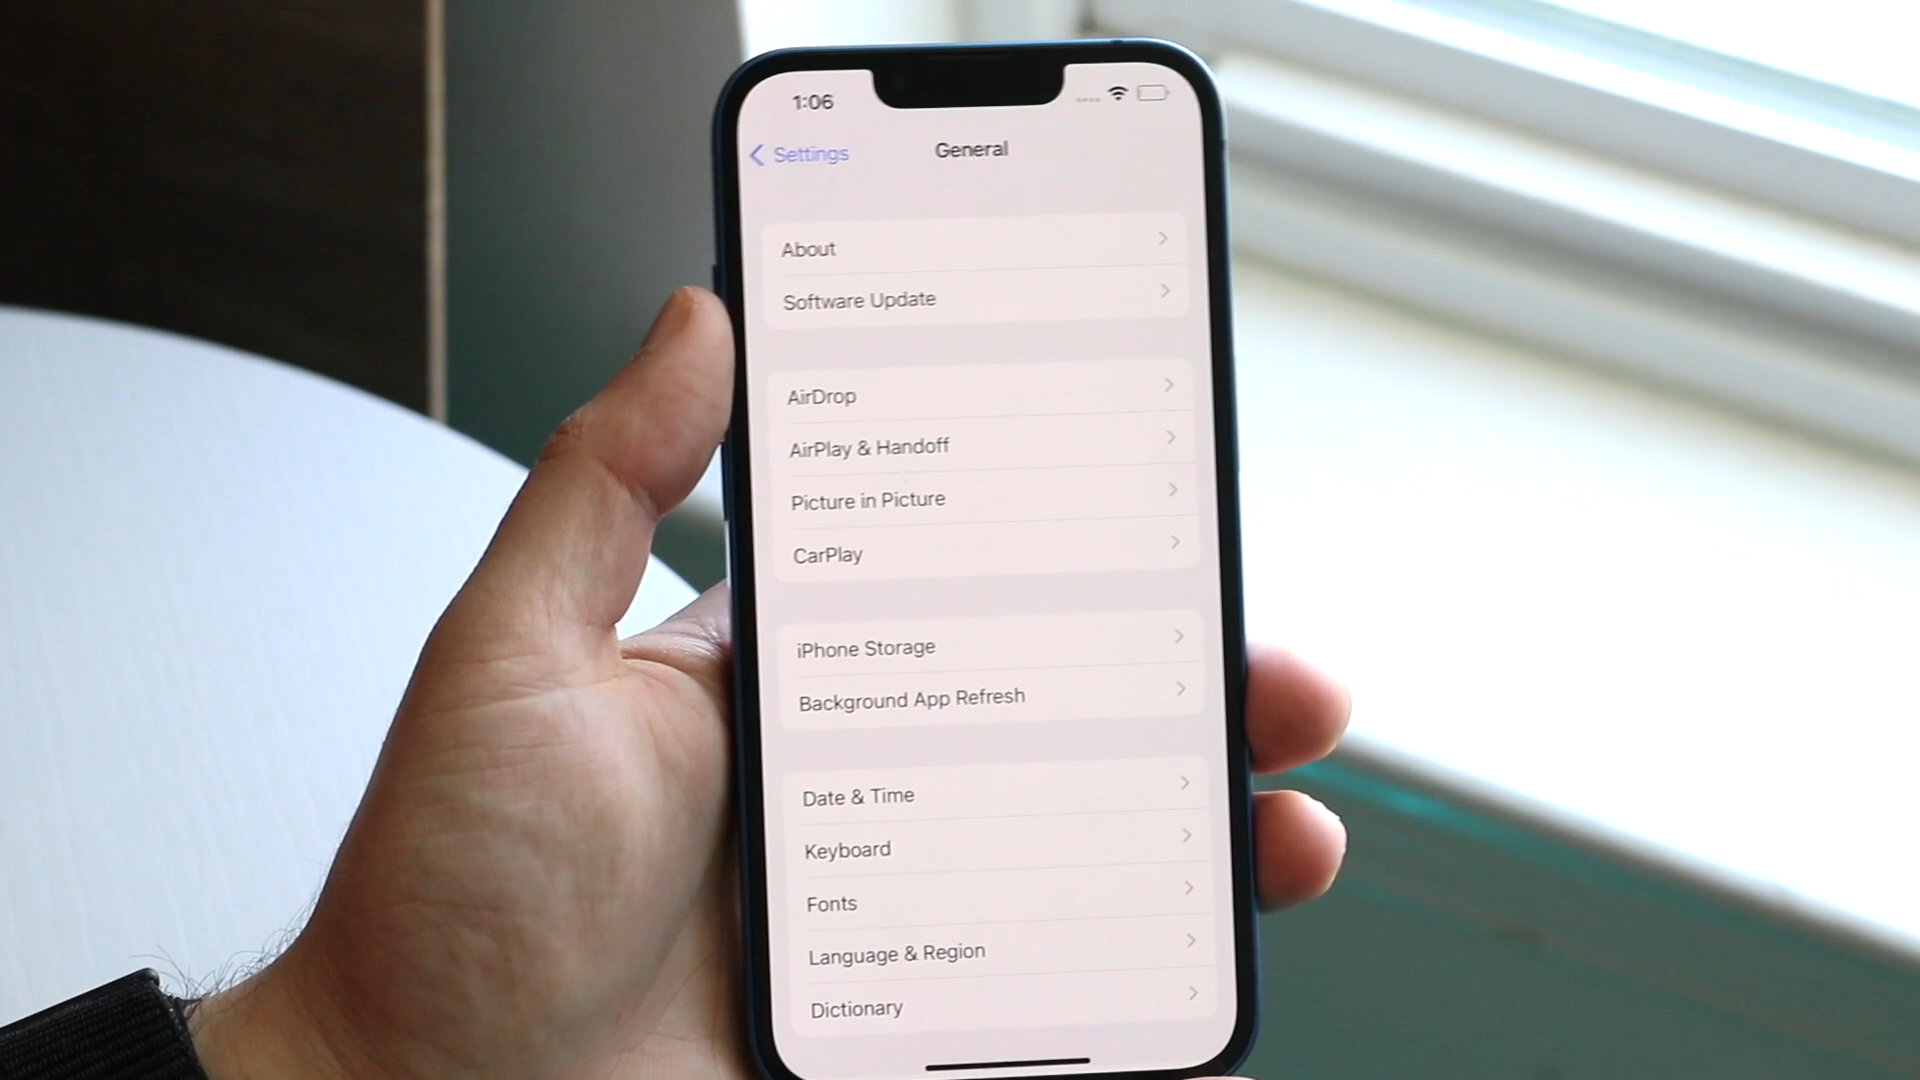 1:06
Settings
General
About
Software Update
AirDrop
AirPlay & Handoff
Picture in Picture
CarPlay
iPhone Storage
Background App Refresh
Date & Time
Keyboard
Fonts
Language & Region
Dictionary